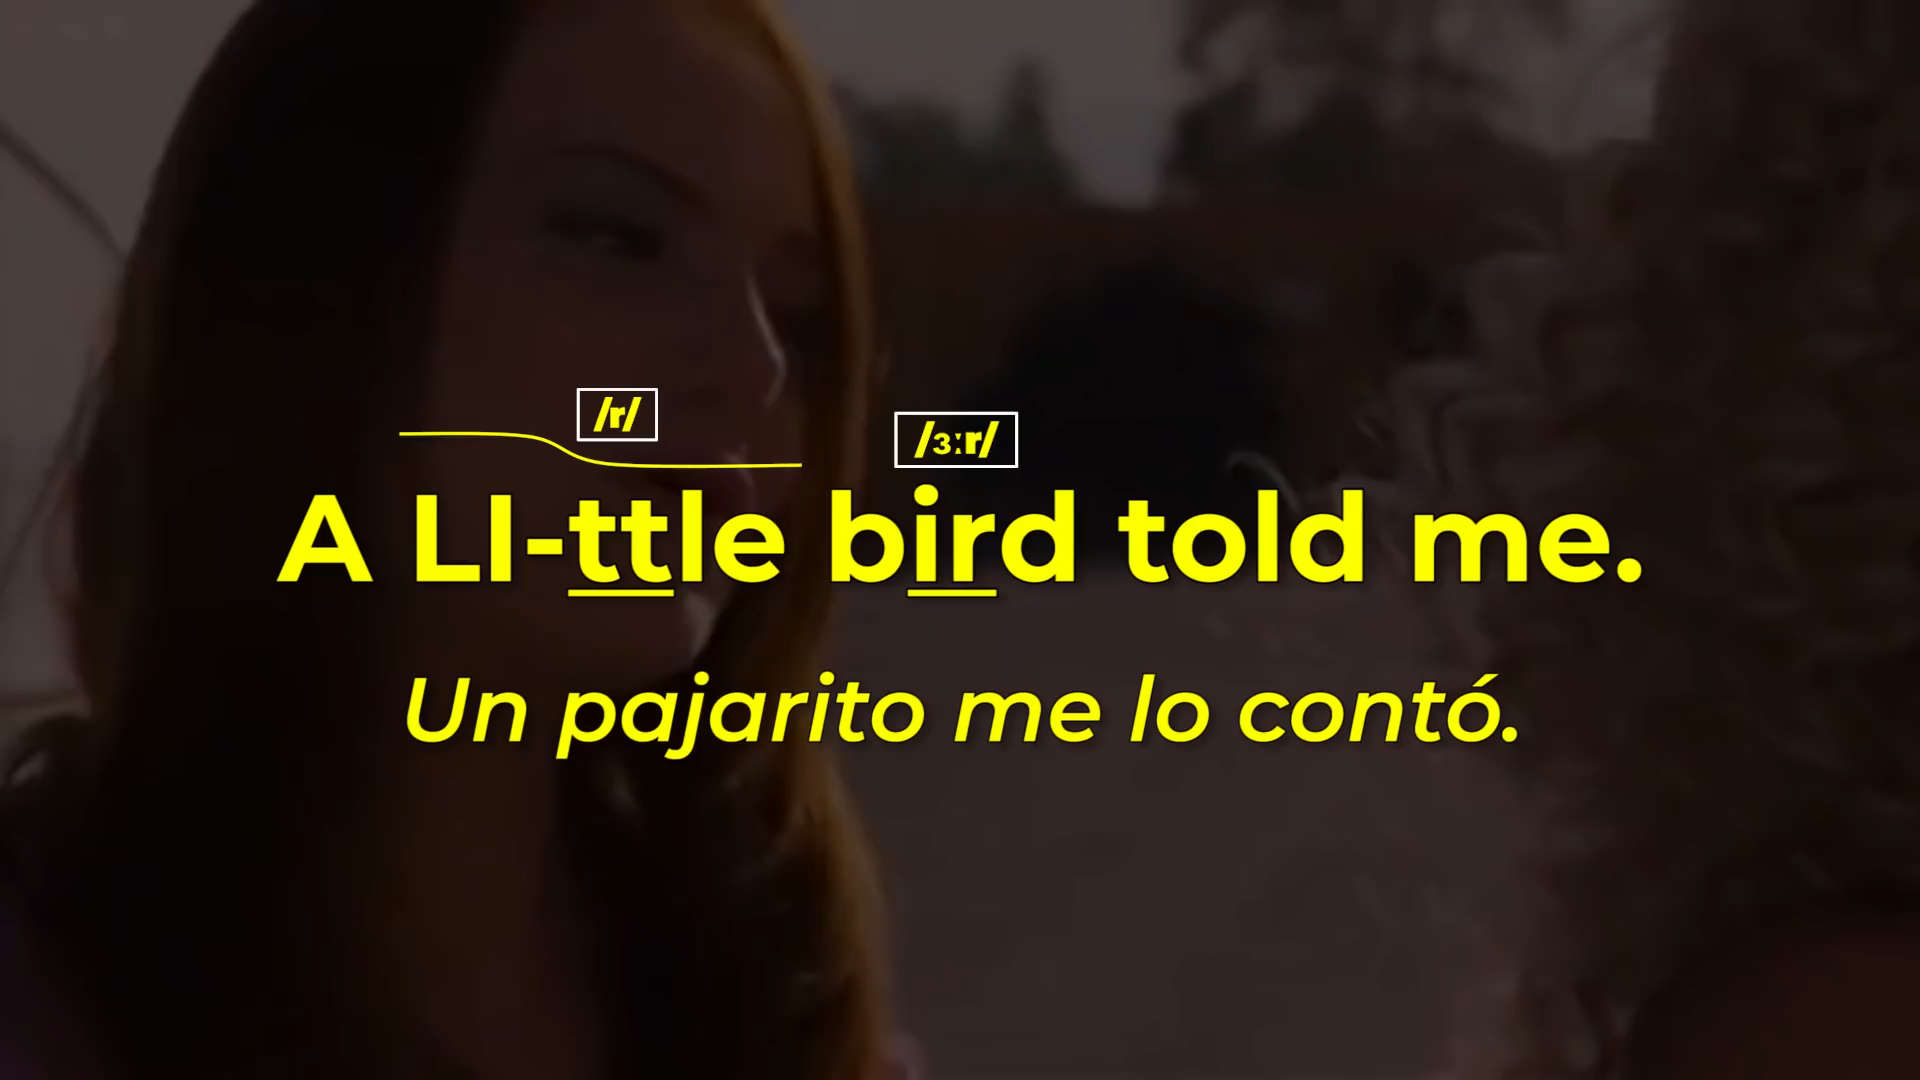 /r/ /ɜːr/
A LI-ttle bird told me.
Un pajarito me lo contó.